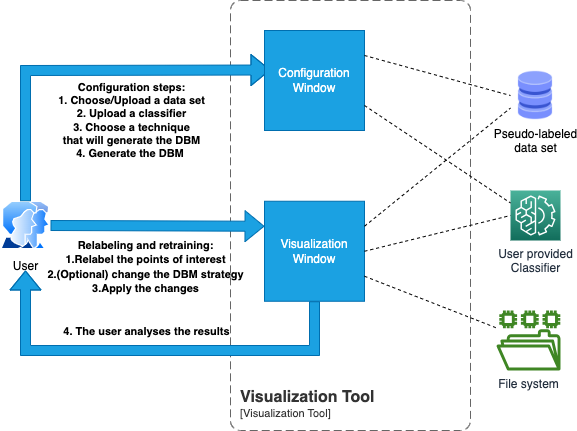 Configuration
Window
Configuration steps:
1. Choose/Upload a data set
2. Upload a classifier
3. Choose a technique
that will generate the DBM
4. Generate the DBM
Pseudo-labeled
data set
User
Relabeling and retraining:
1.Relabel the points of interest
2.(Optional) change the DBM strategy
3.Apply the changes
Visualization
Window
User provided
Classifier
4. The user analyses the results
File system
Visualization Tool
[Visualization Tool]